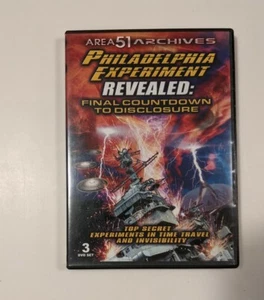 AREA 51 ARCHIVES
PHILADELPHIA
EXPERIMENT
REVEALED:
FINAL COUNTDOWN
TO DISCLOSURE
TOP SECRET
EXPERIMENTS IN TIME TRAVEL
AND INVISIBILITY
3
DVD SET